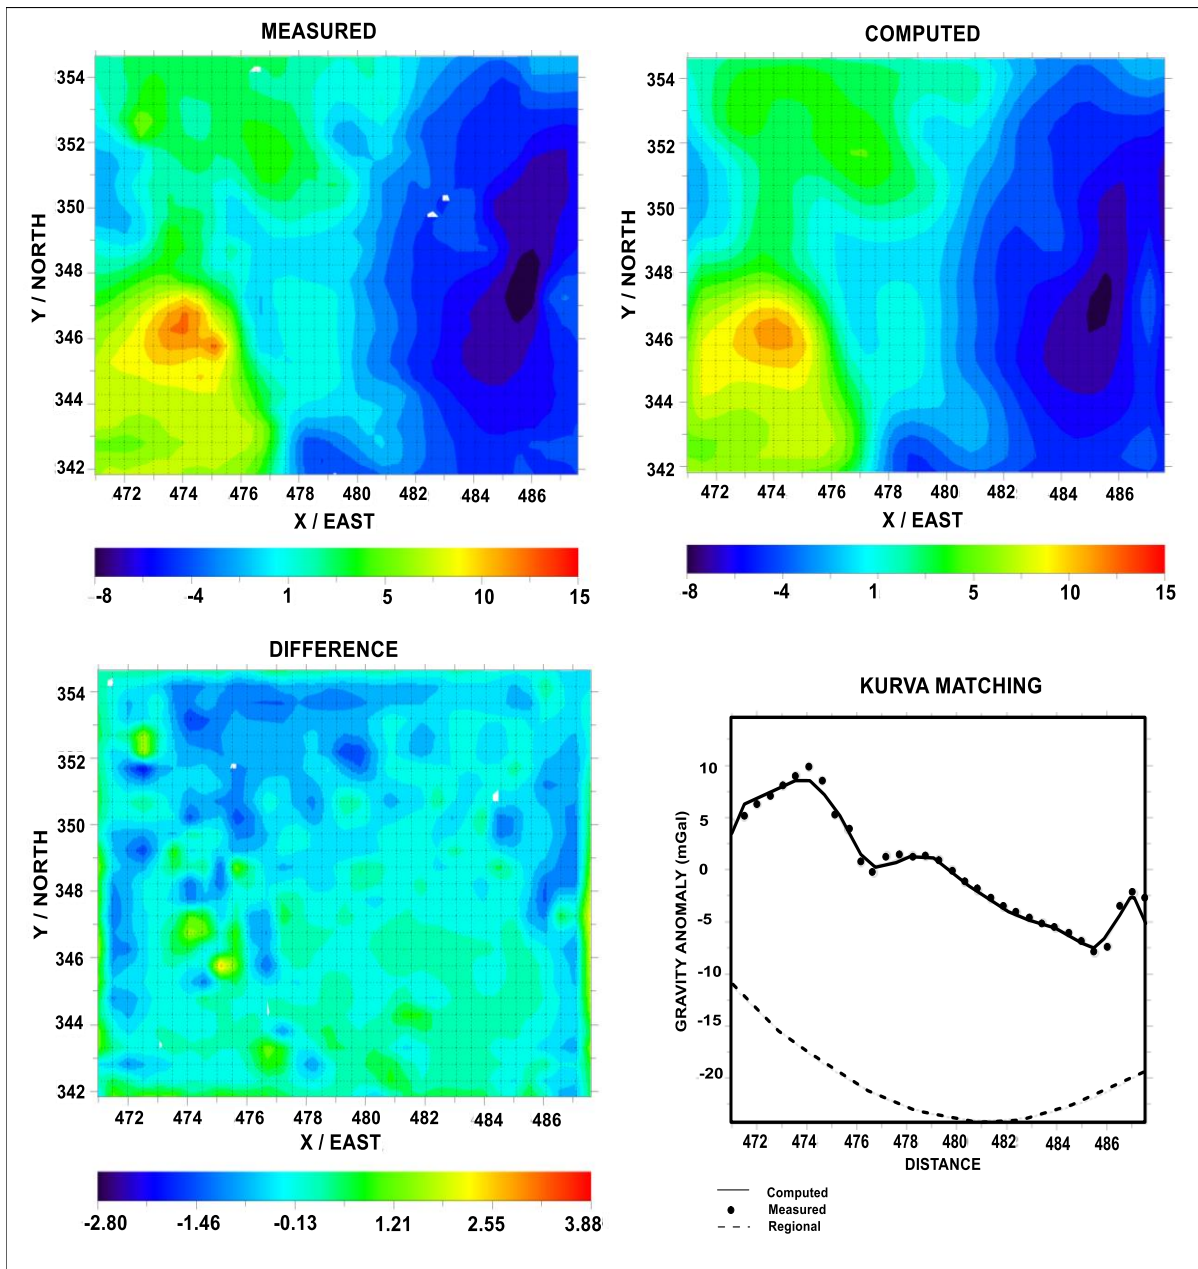 MEASURED
354
352
350
348
346
344
342
Y / NORTH
472 474 476 478 480 482 484 486
X / EAST
-8 -4 1 5 10 15
COMPUTED
354
352
350
348
346
344
342
Y / NORTH
472 474 476 478 480 482 484 486
X / EAST
-8 -4 1 5 10 15
DIFFERENCE
354
352
350
348
346
344
342
Y / NORTH
472 474 476 478 480 482 484 486
X / EAST
-2.80 -1.46 -0.13 1.21 2.55 3.88
KURVA MATCHING
10
5
0
-5
-10
-15
-20
GRAVITY ANOMALY (mGal)
472 474 476 478 480 482 484 486
DISTANCE
Computed
Measured
Regional